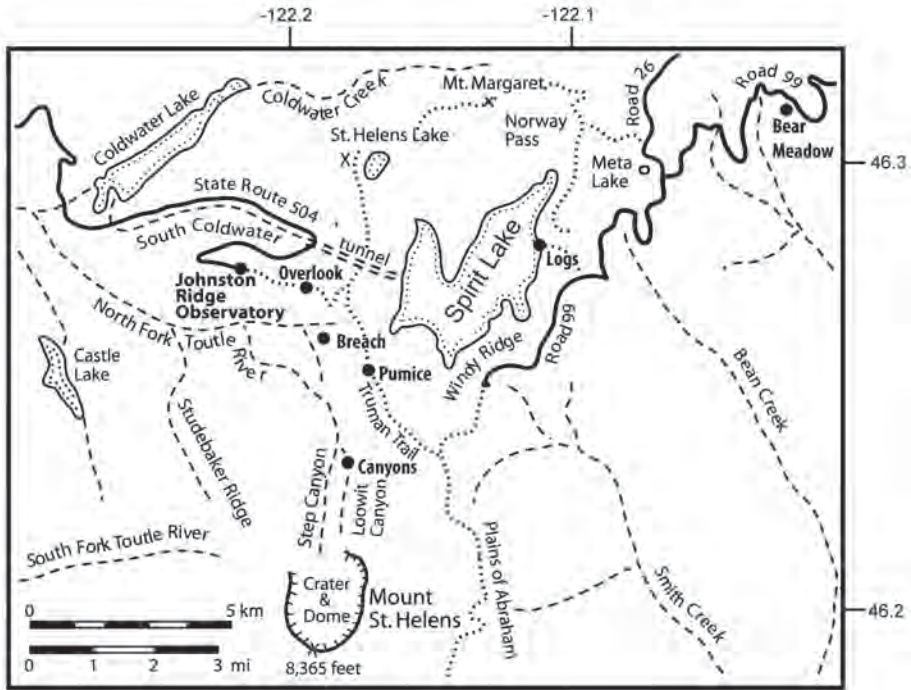 -122.2
-122.1
Road 26
Road 99
Coldwater Lake
Coldwater Creek
Mt. Margaret
Norway
Pass
Bear
Meadow
St. Helens Lake
X
X
Meta
Lake
46.3
State Route 504
South Coldwater
tunnel
Spirit Lake
Logs
Overlook
Johnston
Ridge
Observatory
North Fork
Toutle
River
Breach
Pumice
Windy Ridge
Road 99
Castle
Lake
Truman Trail
Bean Creek
Studebaker Ridge
Canyons
Step Canyon
Loowit
Canyon
Plains of Abraham
South Fork Toutle River
Smith Creek
Crater
&
Dome
Mount
St. Helens
46.2
0
5 km
0
1
2
3
mi
X
8,365 feet